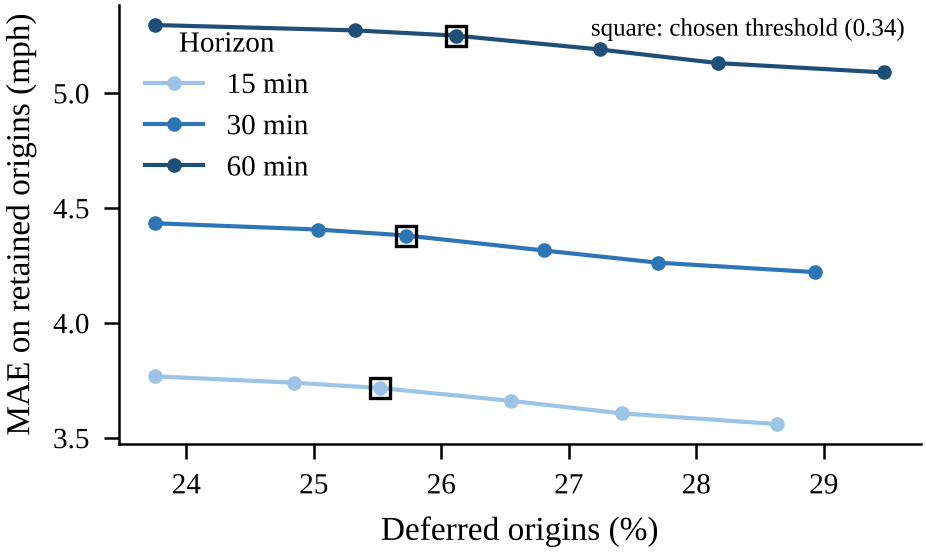 square: chosen threshold (0.34)
Horizon
15 min
30 min
60 min
MAE on retained origins (mph)
5.0
4.5
4.0
3.5
24 25 26 27 28 29
Deferred origins (%)